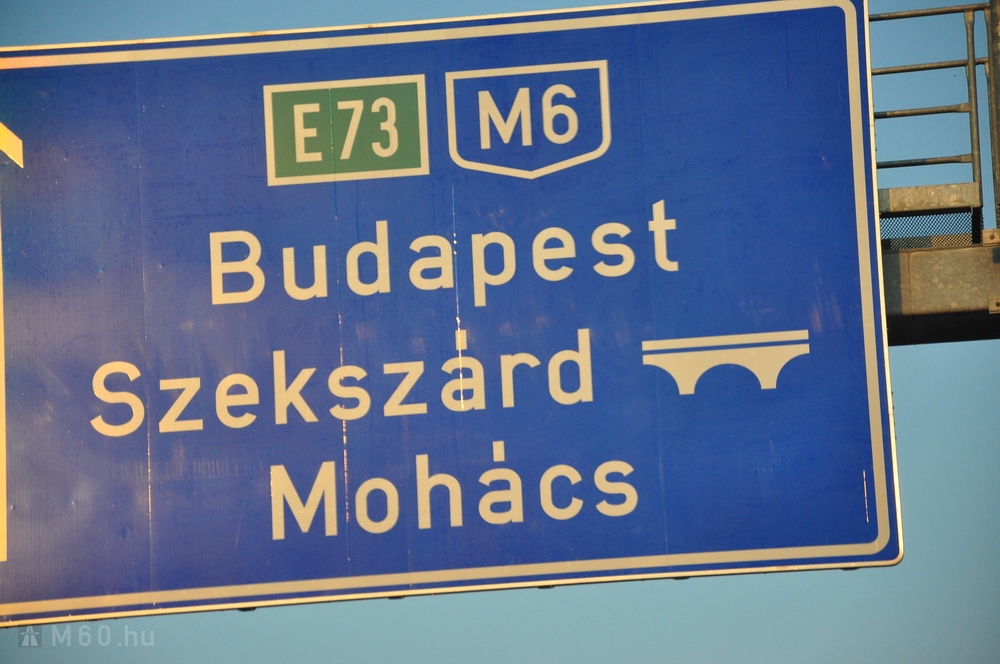 E73 M6
Budapest
Szekszárd
Mohács
M60.hu